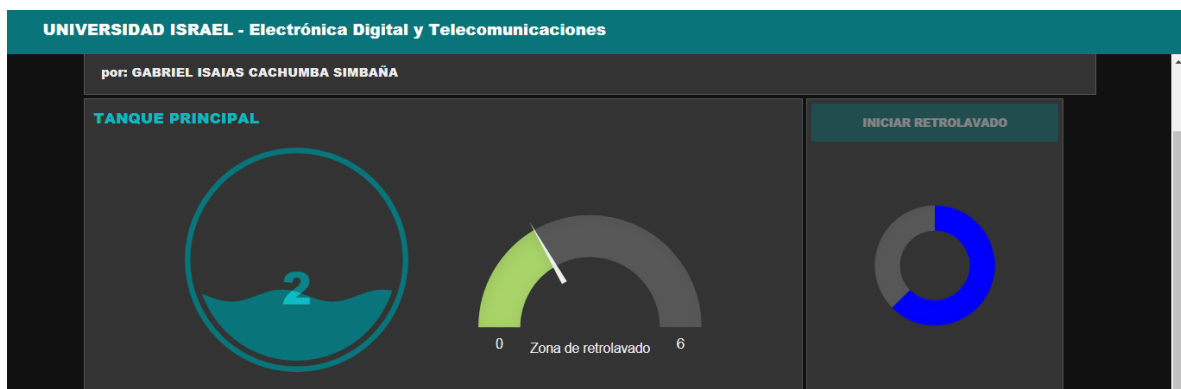 UNIVERSIDAD ISRAEL - Electrónica Digital y Telecomunicaciones
por: GABRIEL ISAIAS CACHUMBA SIMBAÑA
TANQUE PRINCIPAL
INICIAR RETROLAVADO
2
0
Zona de retrolavado
6